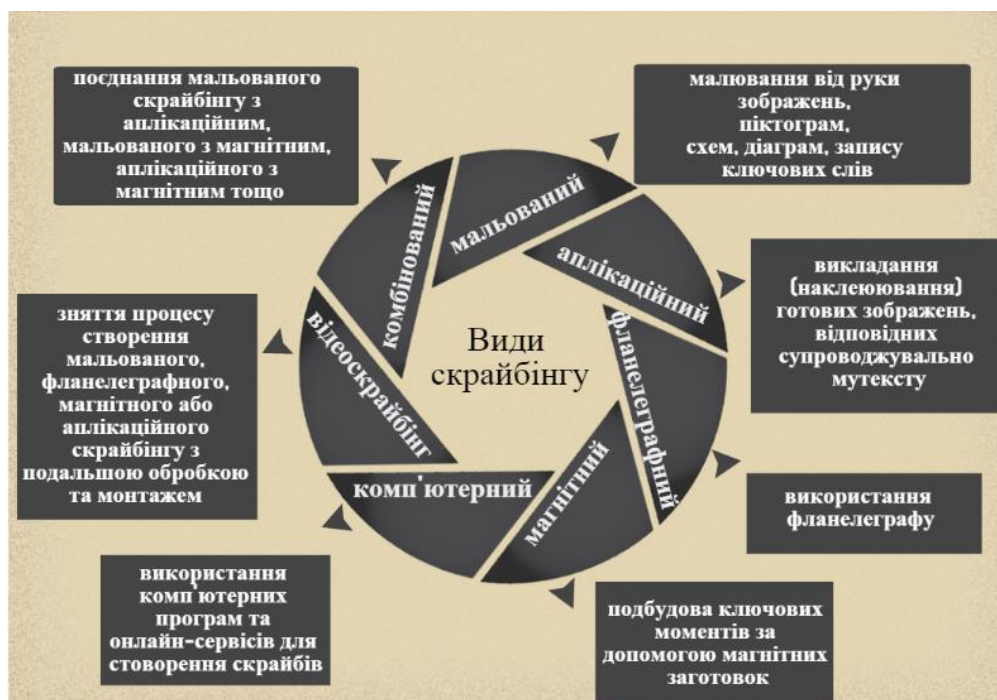 поєднання мальованого
скрайбінгу з
аплікаційним,
мальованого з магнітним,
аплікаційного з
магнітним тощо
малювання від руки
зображень,
піктограм,
схем, діаграм, запису
ключових слів
комбінований
мальований
аплікаційний
викладання
(наклеюювання)
готових зображень,
відповідних
супроводжувально
мутексту
зняття процесу
створення
мальованого,
фланелеграфного,
магнітного або
аплікаційного
скрайбінгу з
подальшою обробкою
та монтажем
відеоскрайбінг
Види
скрайбінгу
фланелеграфний
комп'ютерний
магнітний
використання
фланелеграфу
використання
комп'ютерних
програм та
онлайн-сервісів для
стоворення скрайбів
подбудова ключових
моментів за
допомогою магнітних
заготовок